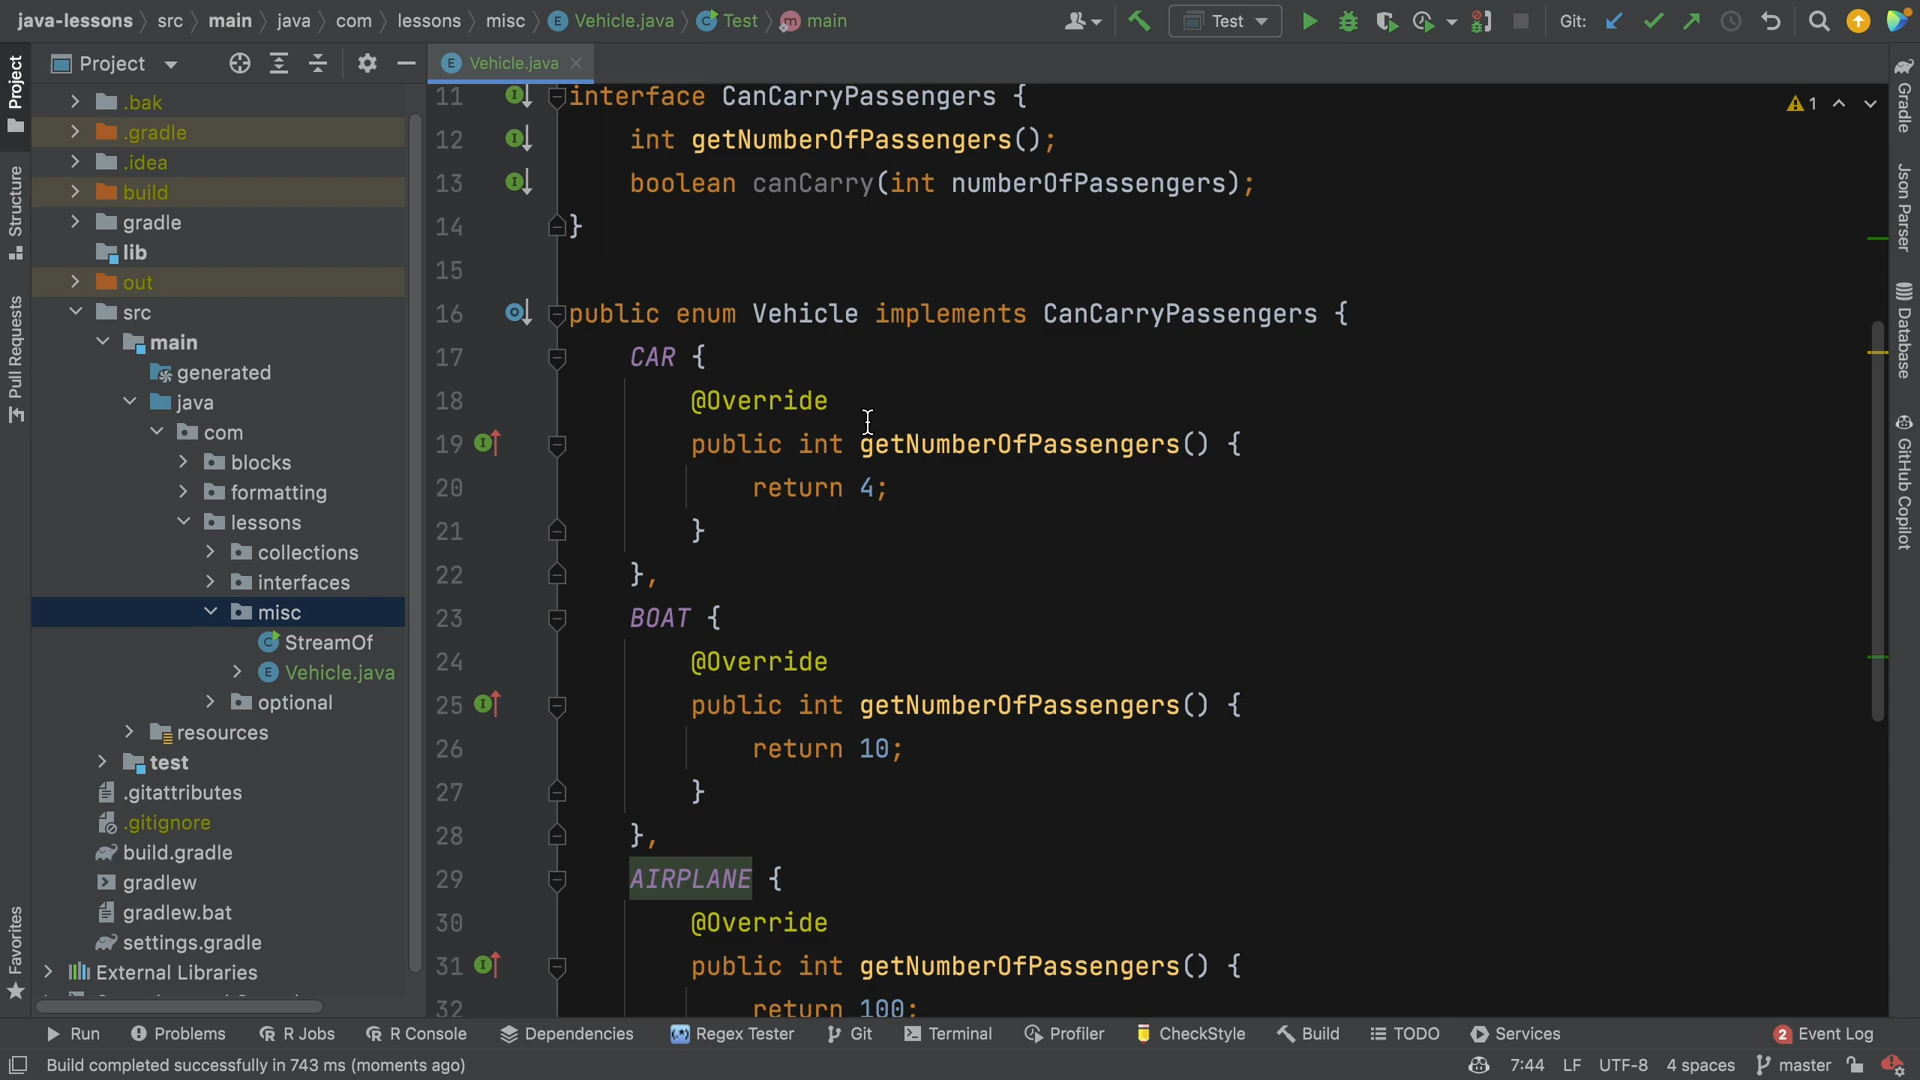 java-lessons src main java com lessons misc Vehicle.java Test main
Test
Git:
Project
Vehicle.java
.bak
.gradle
.idea
build
gradle
lib
out
src
main
generated
java
com
blocks
formatting
lessons
collections
interfaces
misc
StreamOf
Vehicle.java
optional
resources
test
.gitattributes
.gitignore
build.gradle
gradlew
gradlew.bat
settings.gradle
External Libraries
Project
Structure
Pull Requests
Favorites
11 interface CanCarryPassengers {
12 int getNumberOfPassengers();
13 boolean canCarry(int numberOfPassengers);
14 }
15
16 public enum Vehicle implements CanCarryPassengers {
17 CAR {
18 @Override
19 public int getNumberOfPassengers() {
20 return 4;
21 }
22 },
23 BOAT {
24 @Override
25 public int getNumberOfPassengers() {
26 return 10;
27 }
28 },
29 AIRPLANE {
30 @Override
31 public int getNumberOfPassengers() {
32 return 100;
1
Gradle
Json Parser
Database
GitHub Copilot
Run Problems R Jobs R Console Dependencies Regex Tester Git Terminal Profiler CheckStyle Build TODO Services 2 Event Log
Build completed successfully in 743 ms (moments ago) 7:44 LF UTF-8 4 spaces master